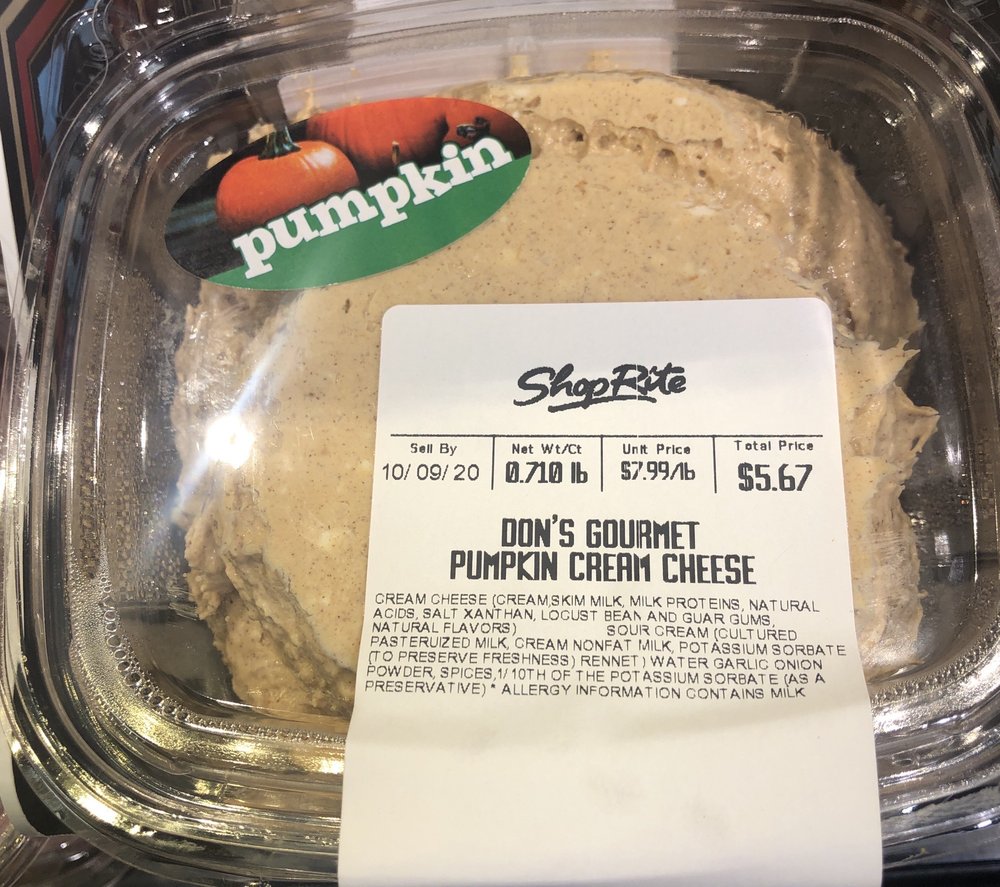 pumpkin
ShopRite
Sell By Net Wt/Ct Unit Price Total Price
10/09/20 0.710 lb $7.99/lb $5.67
DON'S GOURMET
PUMPKIN CREAM CHEESE
CREAM CHEESE (CREAM,SKIM MILK, MILK PROTEINS, NATURAL
ACIDS, SALT XANTHAN, LOCUST BEAN AND GUAR GUMS,
NATURAL FLAVORS) SOUR CREAM (CULTURED
PASTERUIZED MILK, CREAM NONFAT MILK, POTASSIUM SORBATE
(TO PRESERVE FRESHNESS) RENNET) WATER GARLIC ONION
POWDER, SPICES,1/10TH OF THE POTASSIUM SORBATE (AS A
PRESERVATIVE) * ALLERGY INFORMATION CONTAINS MILK